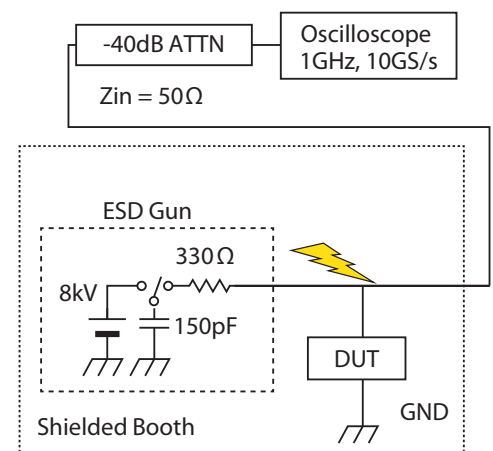 -40dB ATTN
Oscilloscope
1GHz, 10GS/s
Zin = 50Ω
ESD Gun
330Ω
8kV
150pF
DUT
GND
Shielded Booth